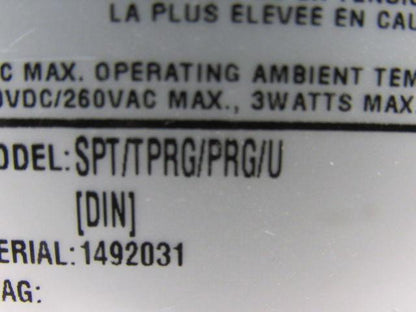 LA PLUS ELEVEE EN CAU
C MAX. OPERATING AMBIENT TEM
0VDC/260VAC MAX., 3WATTS MAX
ODEL: SPT/TPRG/PRG/U
[DIN]
ERIAL: 1492031
AG: